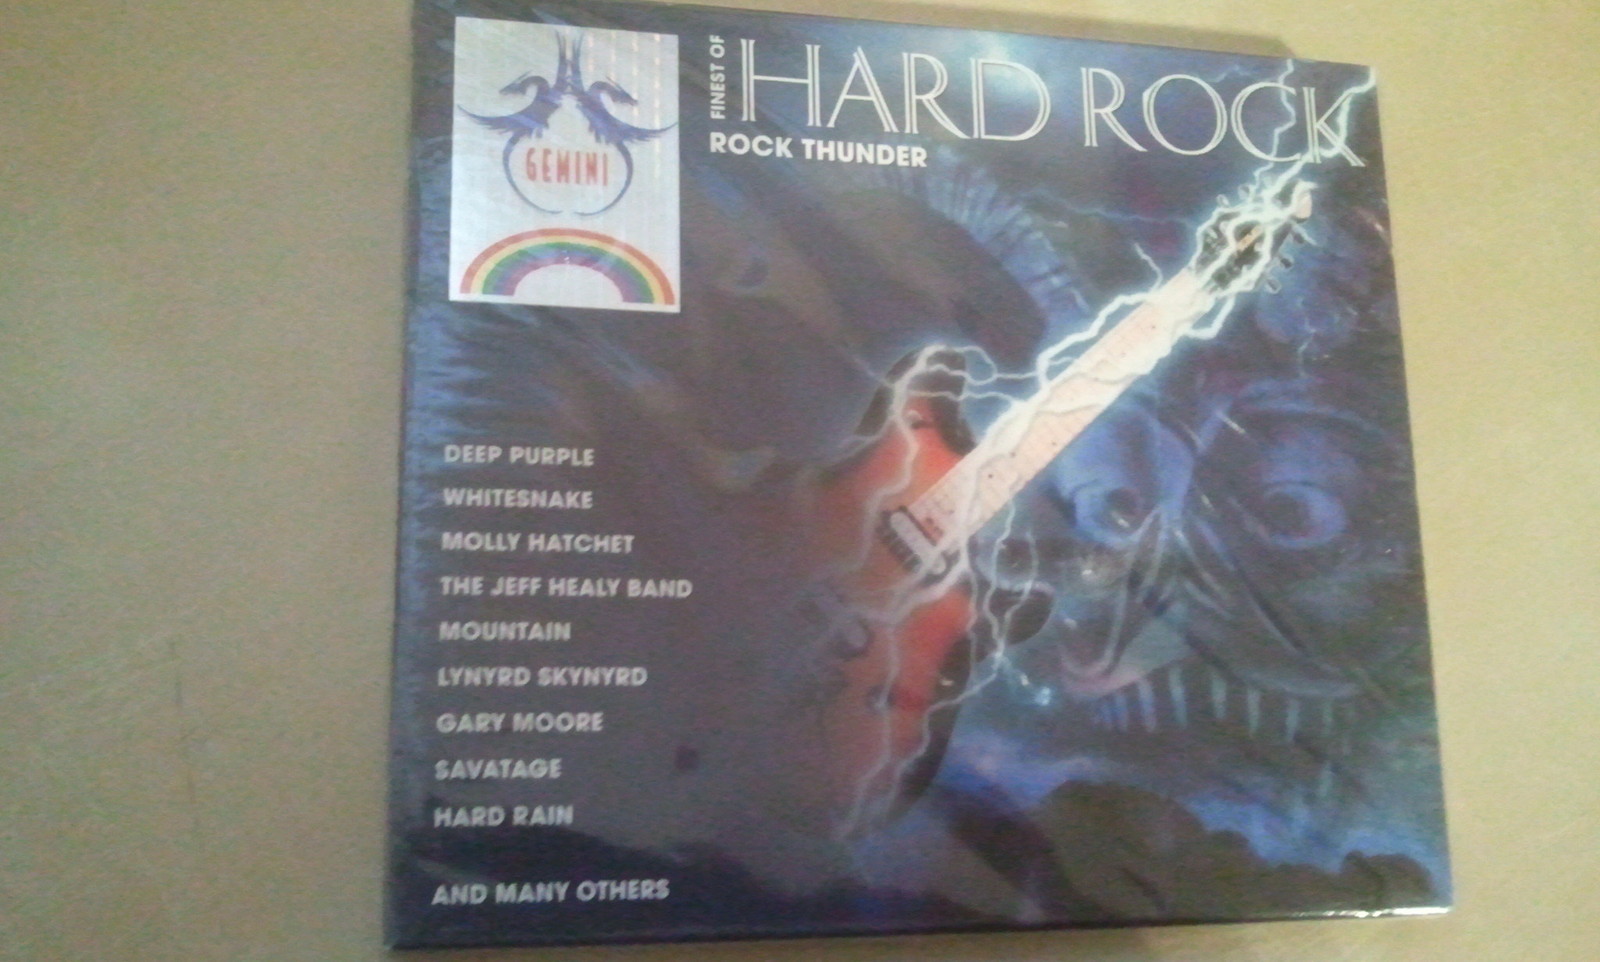 FINEST OF
HARD ROCK
ROCK THUNDER
GEMINI
DEEP PURPLE
WHITESNAKE
MOLLY HATCHET
THE JEFF HEALY BAND
MOUNTAIN
LYNYRD SKYNYRD
GARY MOORE
SAVATAGE
HARD RAIN
AND MANY OTHERS